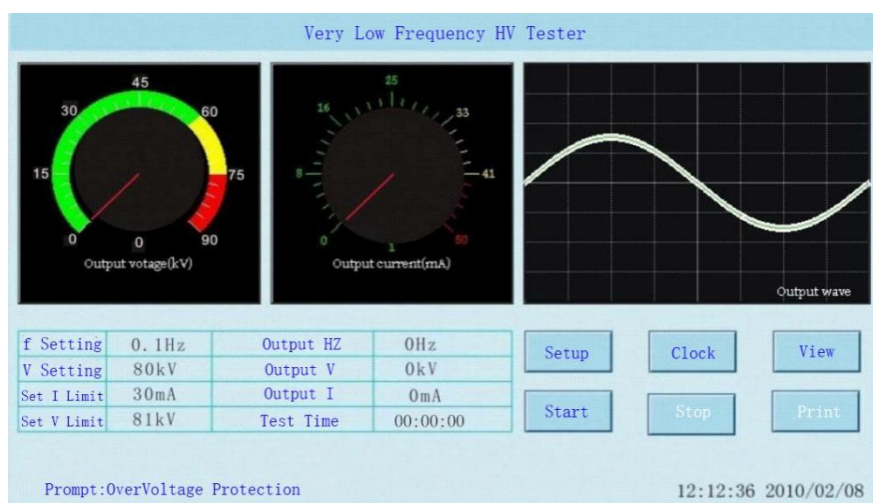 Very Low Frequency HV Tester
45
30
60
15
75
0
0
90
Output votage(kV)
25
16
33
8
41
0
1
50
Output current(mA)
Output wave
f Setting 0.1Hz Output HZ 0Hz
V Setting 80kV Output V 0kV
Set I Limit 30mA Output I 0mA
Set V Limit 81kV Test Time 00:00:00
Setup Clock View
Start Stop Print
Prompt:OverVoltage Protection 12:12:36 2010/02/08